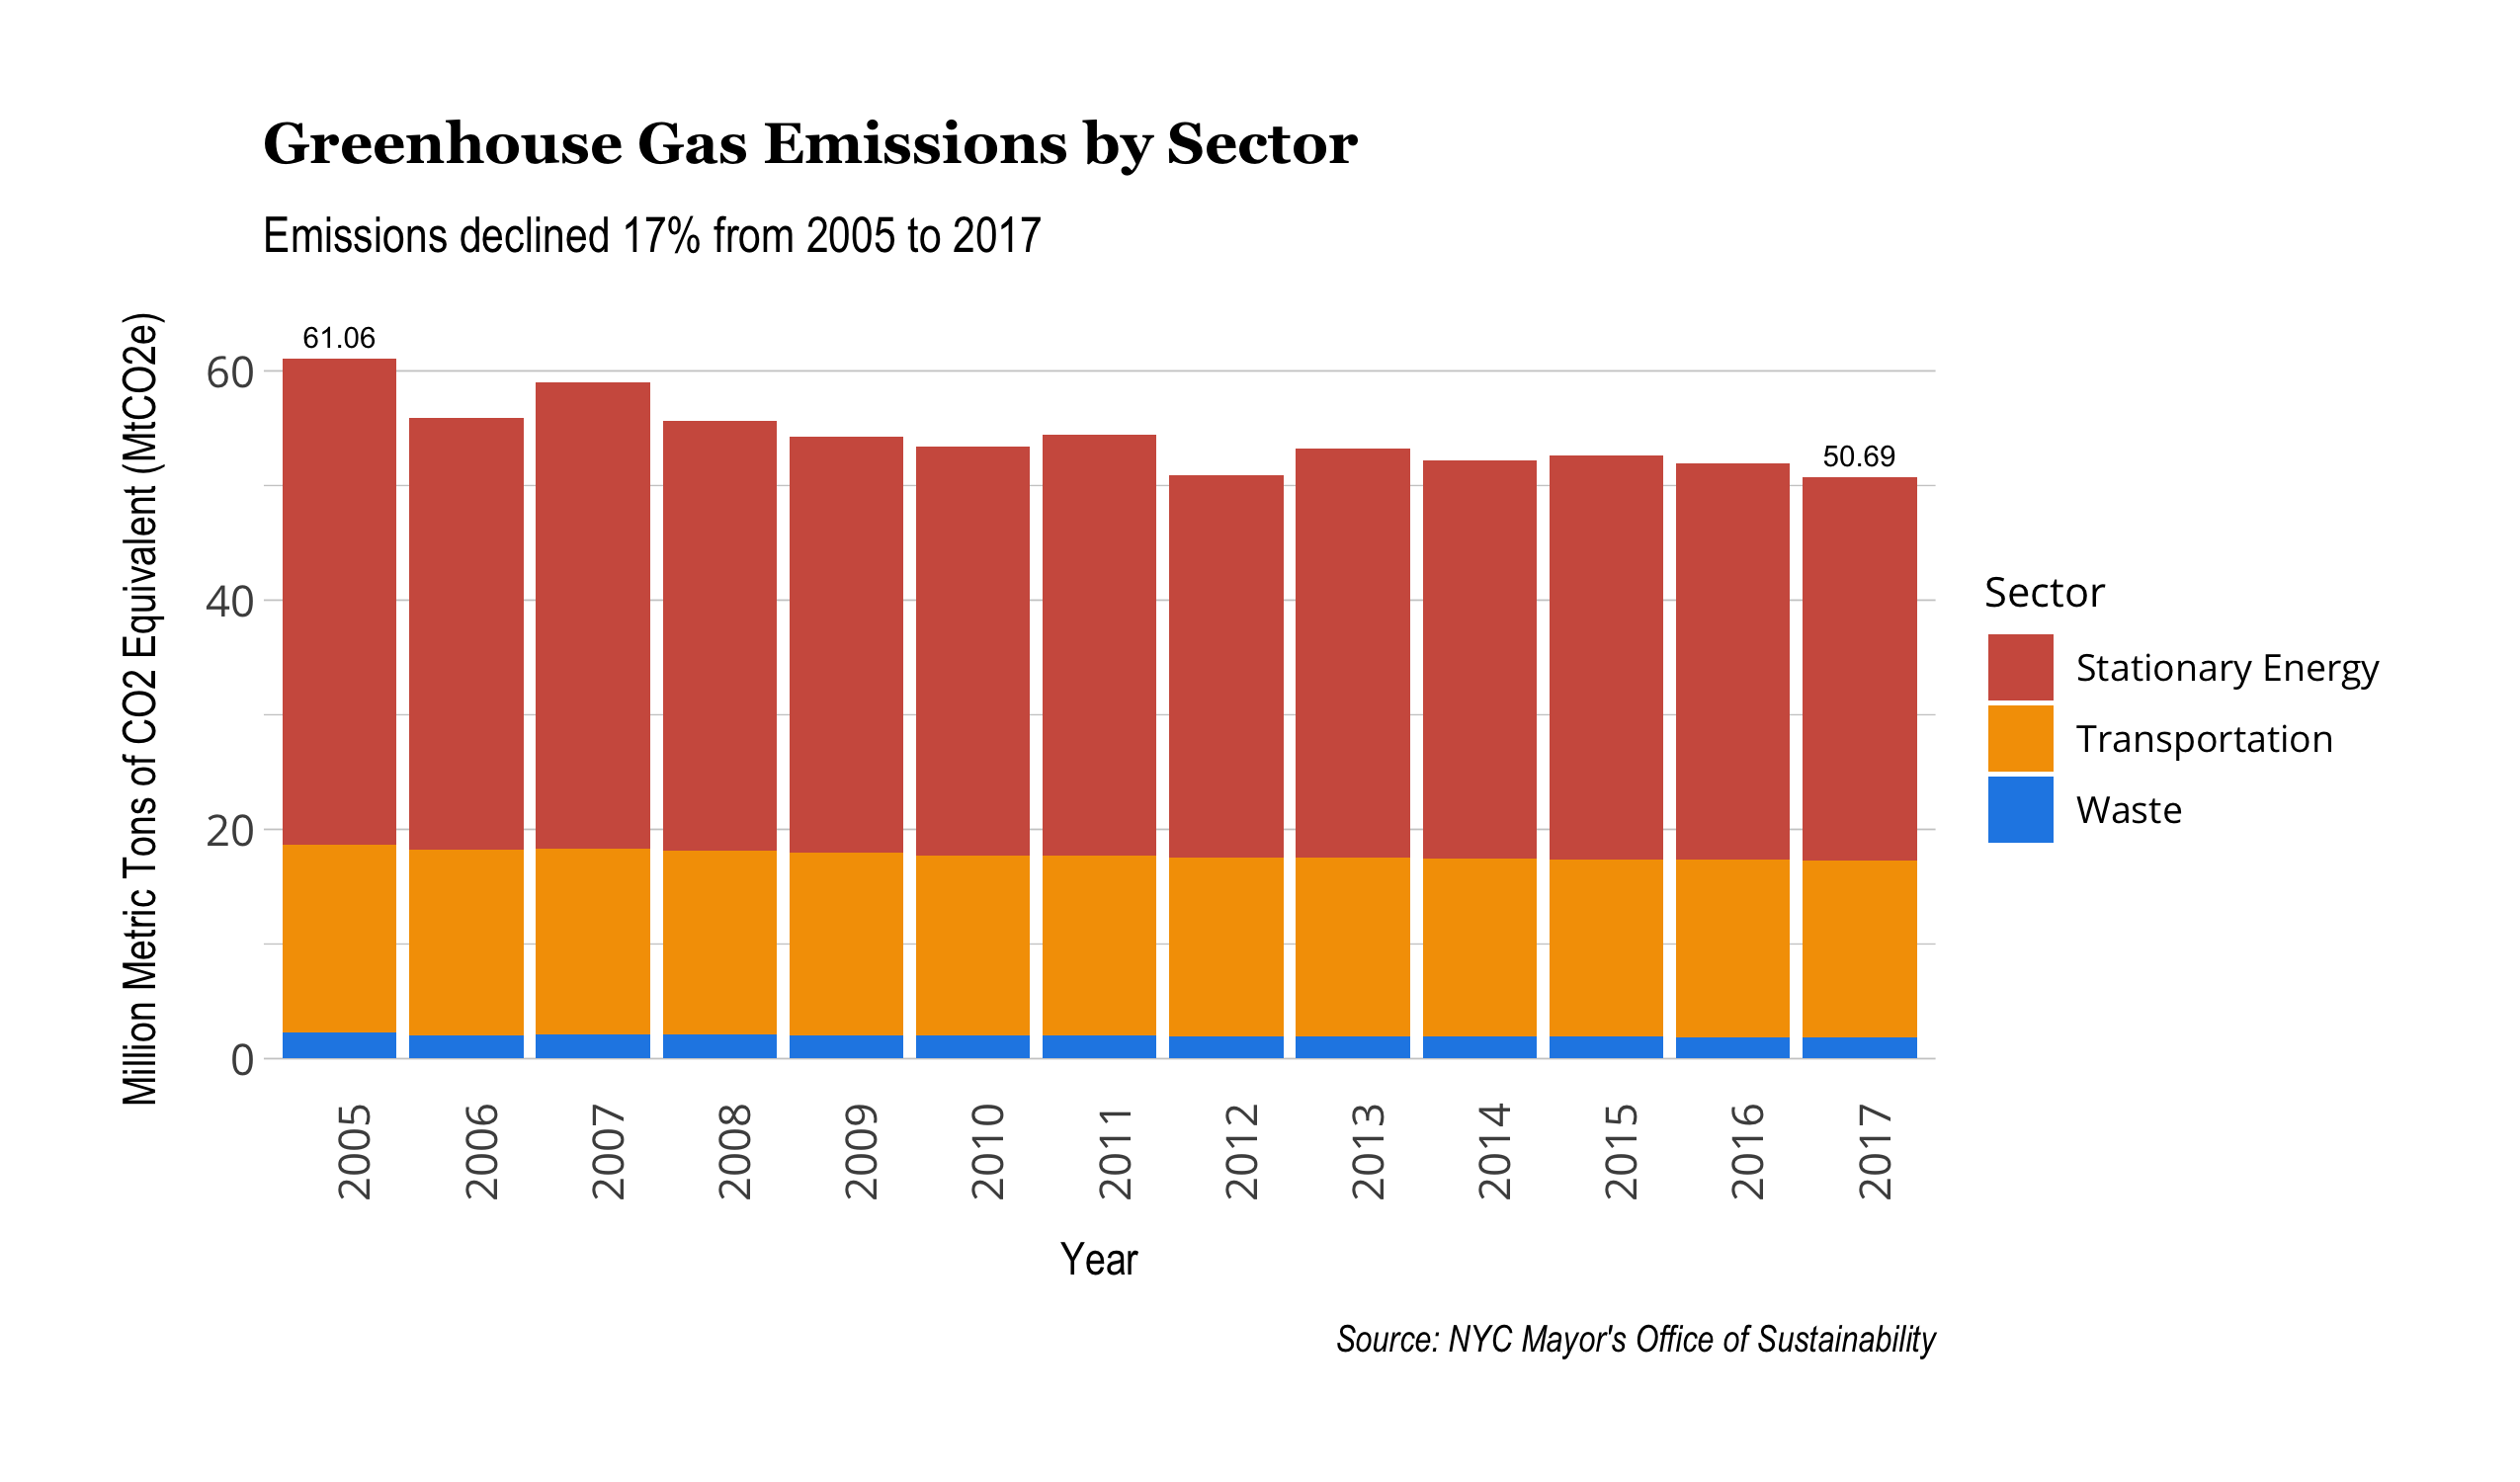 Greenhouse Gas Emissions by Sector
Emissions declined 17% from 2005 to 2017
Million Metric Tons of CO2 Equivalent (MtCO2e)
60
40
20
0
61.06
50.69
2005
2006
2007
2008
2009
2010
2011
2012
2013
2014
2015
2016
2017
Year
Sector
Stationary Energy
Transportation
Waste
Source: NYC Mayor's Office of Sustainability